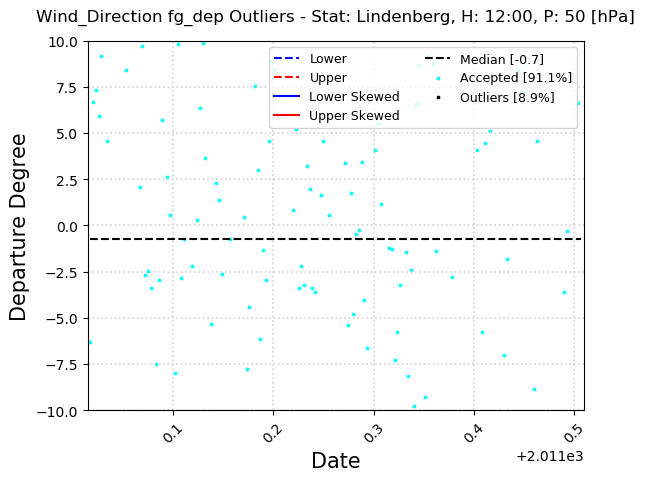 Wind_Direction fg_dep Outliers - Stat: Lindenberg, H: 12:00, P: 50 [hPa]
Departure Degree
10.0
7.5
5.0
2.5
0.0
−2.5
−5.0
−7.5
−10.0
Lower
Upper
Lower Skewed
Upper Skewed
Median [-0.7]
Accepted [91.1%]
Outliers [8.9%]
0.1
0.2
0.3
0.4
0.5
+2.011e3
Date